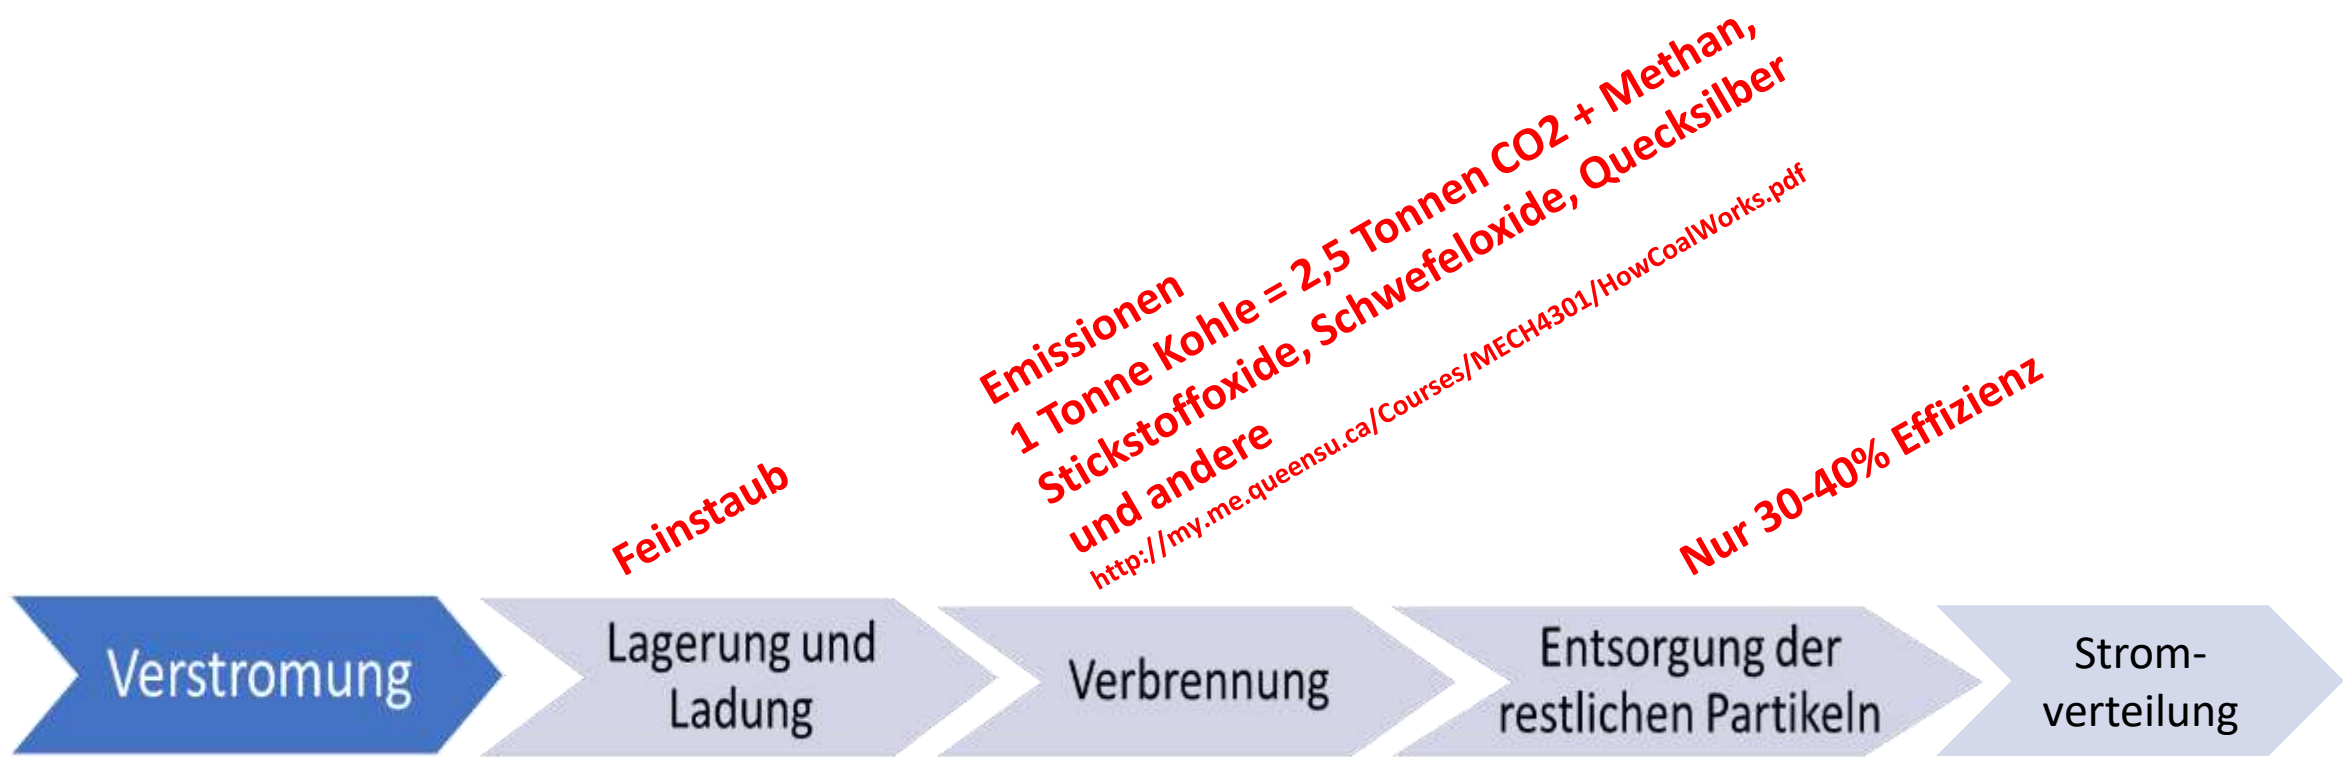 Emissionen
1 Tonne Kohle = 2,5 Tonnen CO2 + Methan,
Stickstoffoxide, Schwefeloxide, Quecksilber
und andere
http://my.me.queensu.ca/Courses/MECH4301/HowCoalWorks.pdf
Feinstaub
Nur 30-40% Effizienz
Verstromung
Lagerung und
Ladung
Verbrennung
Entsorgung der
restlichen Partikeln
Strom-
verteilung